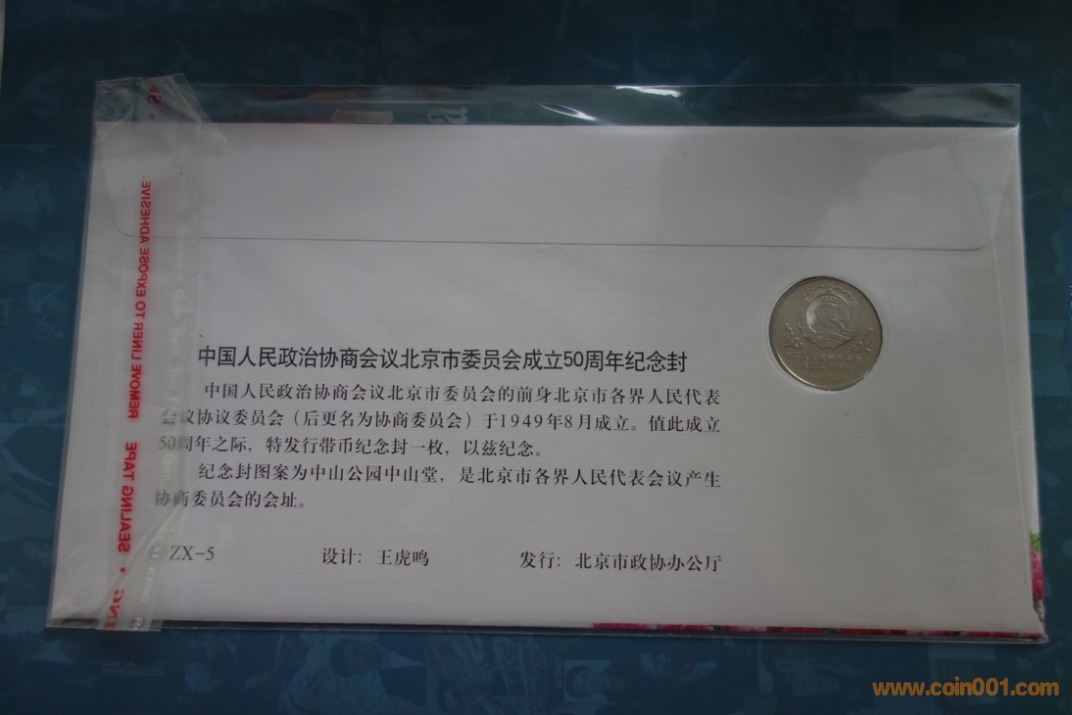 中国人民政治协商会议北京市委员会成立50周年纪念封
中国人民政治协商会议北京市委员会的前身北京市各界人民代表
会议协议委员会（后更名为协商委员会）于1949年8月成立。值此成立
50周年之际，特发行带币纪念封一枚，以兹纪念。
纪念封图案为中山公园中山堂，是北京市各界人民代表会议产生
协商委员会的会址。
ZX-5 设计：王虎鸣 发行：北京市政协办公厅
SEALING TAPE REMOVE LINER TO EXPOSE ADHESIVE.
www.coin001.com